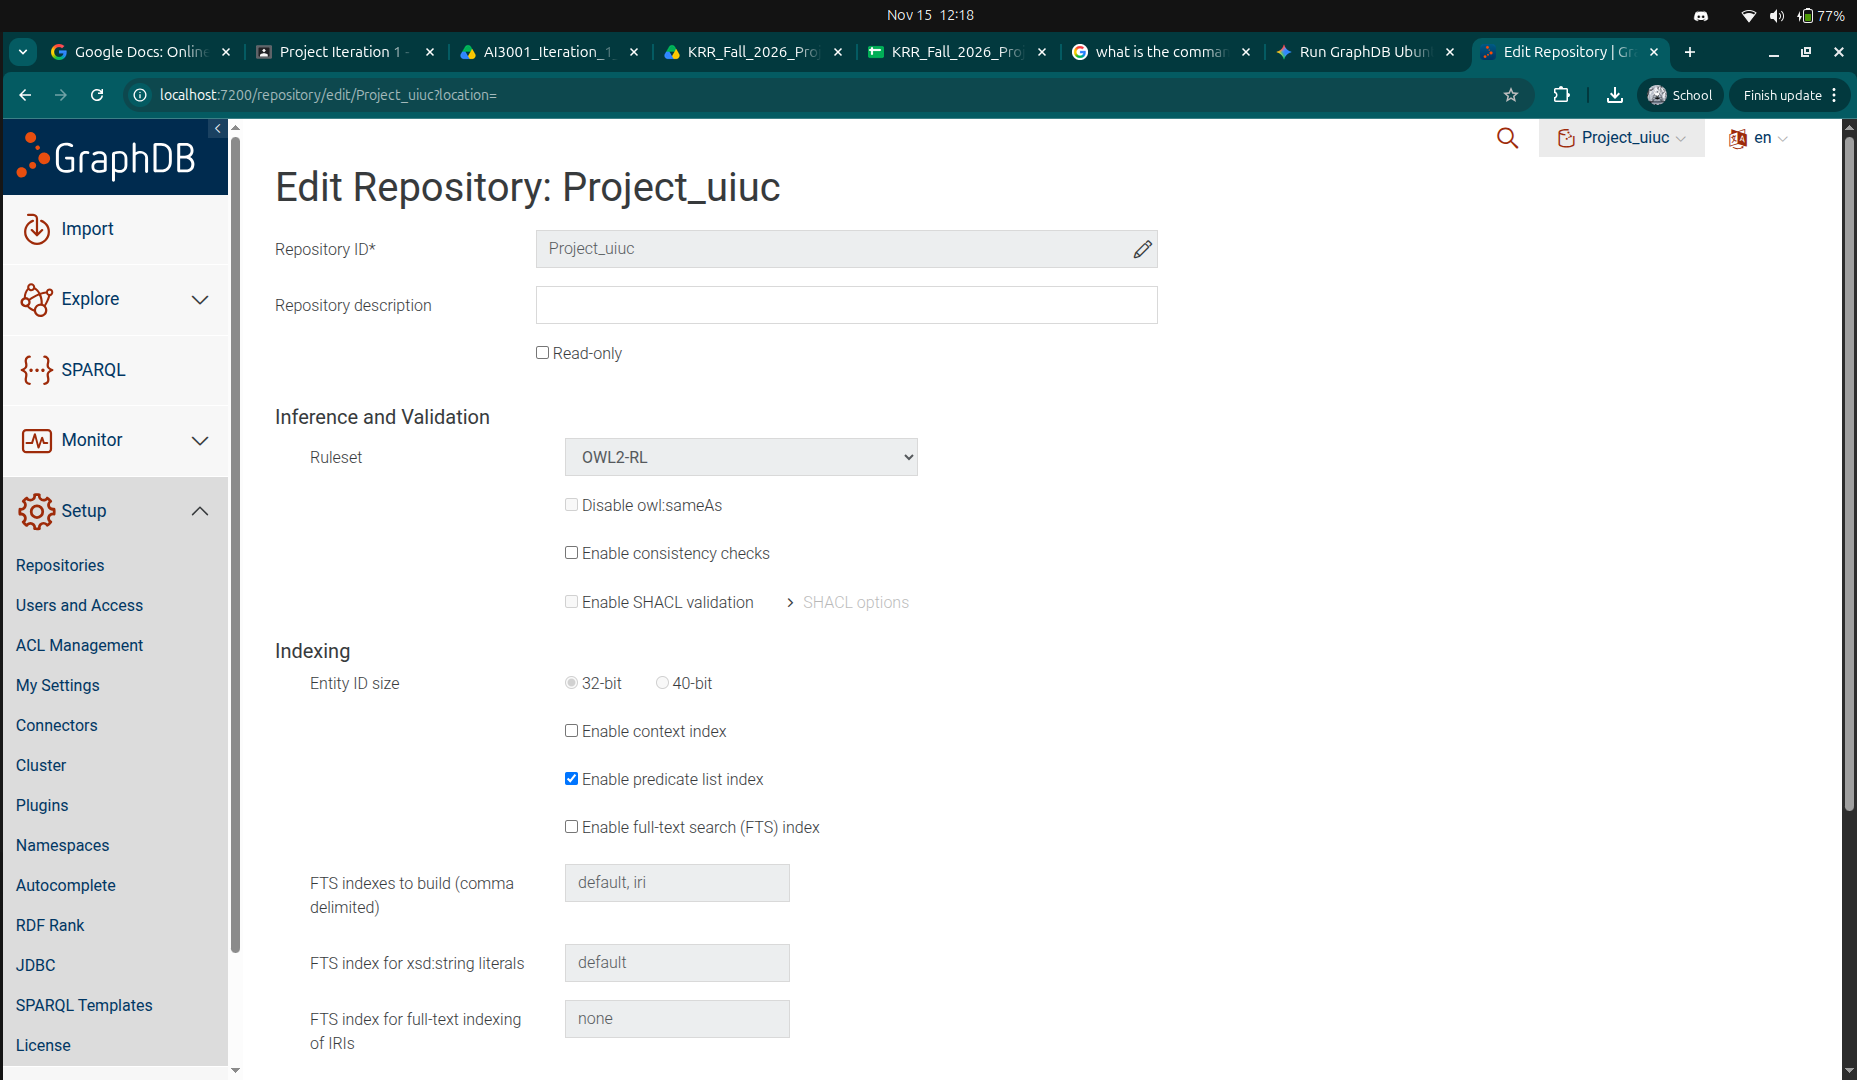 Nov 15 12:18
77%
Google Docs: Online
Project Iteration 1 -
AI3001_Iteration_1_
KRR_Fall_2026_Proj
KRR_Fall_2026_Pro
what is the comman
Run GraphDB Ubun
Edit Repository | Gr
localhost:7200/repository/edit/Project_uiuc?location=
School
Finish update
GraphDB
Project_uiuc
en
Import
Explore
SPARQL
Monitor
Setup
Repositories
Users and Access
ACL Management
My Settings
Connectors
Cluster
Plugins
Namespaces
Autocomplete
RDF Rank
JDBC
SPARQL Templates
License
Edit Repository: Project_uiuc
Repository ID*
Project_uiuc
Repository description
Read-only
Inference and Validation
Ruleset
OWL2-RL
Disable owl:sameAs
Enable consistency checks
Enable SHACL validation
SHACL options
Indexing
Entity ID size
32-bit
40-bit
Enable context index
Enable predicate list index
Enable full-text search (FTS) index
FTS indexes to build (comma
delimited)
default, iri
FTS index for xsd:string literals
default
FTS index for full-text indexing
of IRIs
none